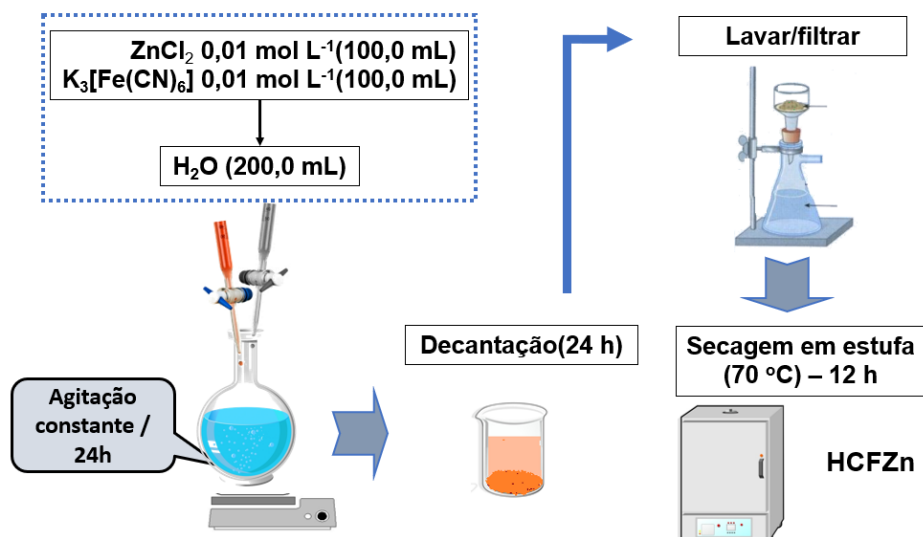 ZnCl₂ 0,01 mol L⁻¹(100,0 mL)
K₃[Fe(CN)₆] 0,01 mol L⁻¹(100,0 mL)
H₂O (200,0 mL)
Agitação
constante /
24h
Decantação(24 h)
Lavar/filtrar
Secagem em estufa
(70 ºC) – 12 h
HCFZn